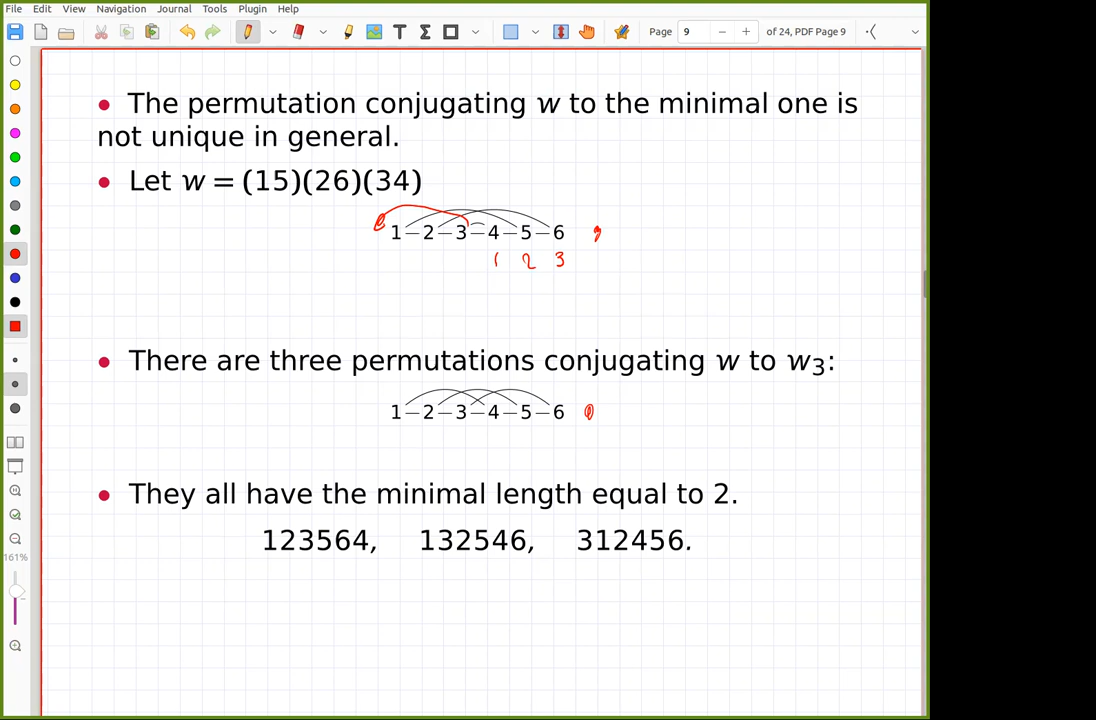 File Edit View Navigation Journal Tools Plugin Help
Page 9 of 24, PDF Page 9
• The permutation conjugating w to the minimal one is
not unique in general.
• Let w = (15)(26)(34)
1 – 2 – 3 – 4 – 5 – 6
1 2 3
• There are three permutations conjugating w to w₃:
1 – 2 – 3 – 4 – 5 – 6
• They all have the minimal length equal to 2.
123564, 132546, 312456.
161%